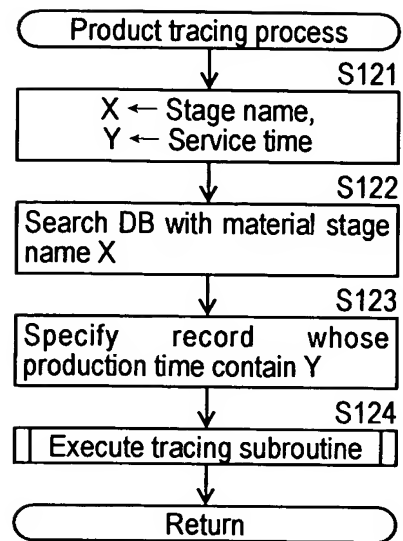 Product tracing process
S121
X ← Stage name,
Y ← Service time
S122
Search DB with material stage
name X
S123
Specify record whose
production time contain Y
S124
Execute tracing subroutine
Return